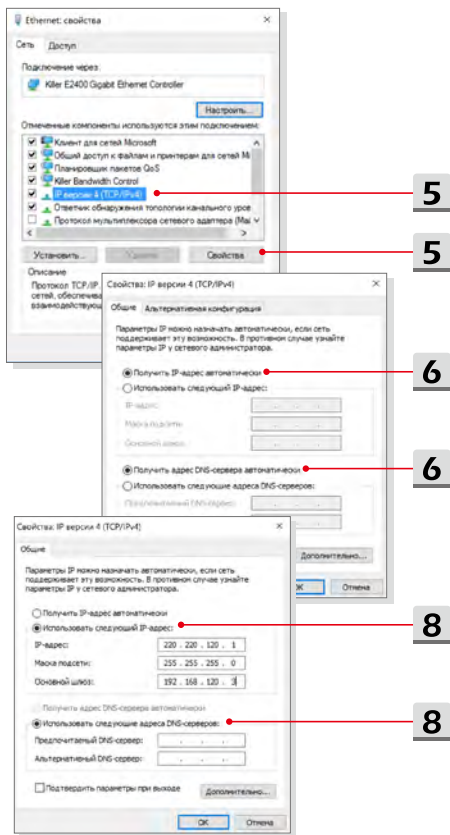 Ethernet: свойства
Сеть Доступ
Подключение через:
Killer E2400 Gigabit Ethernet Controller
Настроить...
Отмеченные компоненты используются этим подключением:
Клиент для сетей Microsoft
Общий доступ к файлам и принтерам для сетей Mi
Планировщик пакетов QoS
Killer Bandwidth Control
IP версии 4 (TCP/IPv4)
5
Ответчик обнаружения топологии канального уров
Протокол мультиплексора сетевого адаптера (Май
Установить... Удалить Свойства
5
Описание
Протокол TCP/IP.
сетей, обеспечива
взаимодействующ
Свойства: IP версии 4 (TCP/IPv4)
Общие Альтернативная конфигурация
Параметры IP можно назначать автоматически, если сеть
поддерживает эту возможность. В противном случае узнайте
параметры IP у сетевого администратора.
Получить IP-адрес автоматически
6
Использовать следующий IP-адрес:
IP-адрес:
Маска подсети:
Основной шлюз:
Получить адрес DNS-сервера автоматически
6
Использовать следующие адреса DNS-серверов:
Предпочитаемый DNS-сервер:
Дополнительно...
ОК Отмена
Свойства: IP версии 4 (TCP/IPv4)
Общие
Параметры IP можно назначать автоматически, если сеть
поддерживает эту возможность. В противном случае узнайте
параметры IP у сетевого администратора.
Получить IP-адрес автоматически
Использовать следующий IP-адрес:
8
IP-адрес: 220 . 220 . 120 . 1
Маска подсети: 255 . 255 . 255 . 0
Основной шлюз: 192 . 168 . 120 . 3
Получить адрес DNS-сервера автоматически
Использовать следующие адреса DNS-серверов:
8
Предпочитаемый DNS-сервер:
Альтернативный DNS-сервер:
Подтвердить параметры при выходе
Дополнительно...
ОК Отмена